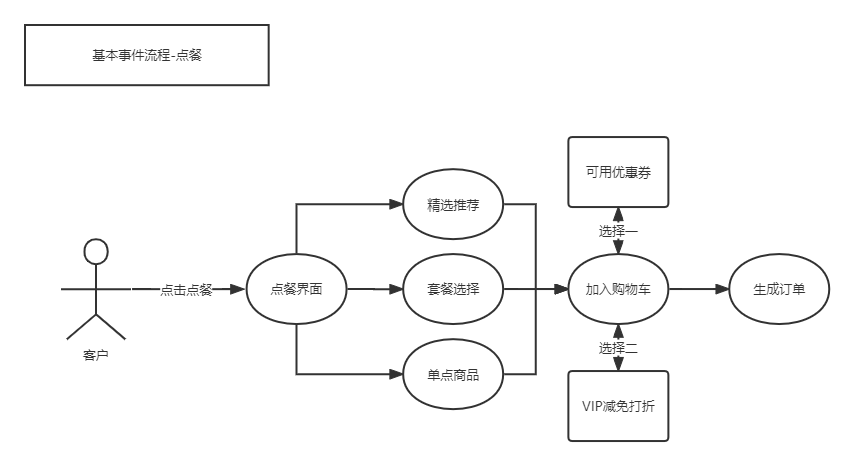 基本事件流程-点餐
可用优惠券
精选推荐
选择一
点击点餐
点餐界面
套餐选择
加入购物车
生成订单
选择二
客户
单点商品
VIP减免打折